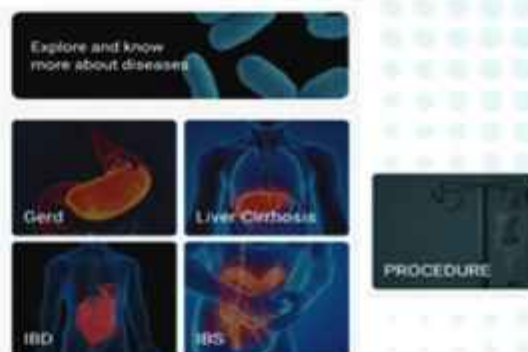 Explore and know
more about diseases
Gerd
Liver Cirrhosis
IBD
IBS
PROCEDURE